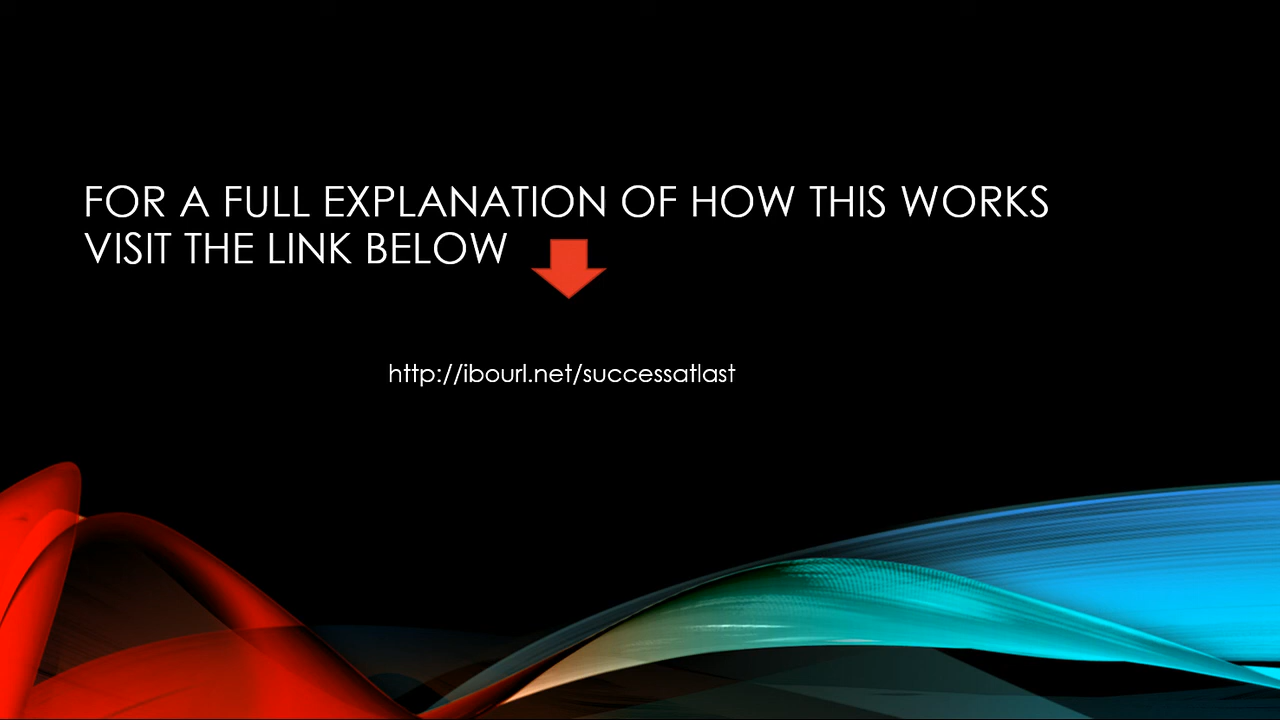 FOR A FULL EXPLANATION OF HOW THIS WORKS
VISIT THE LINK BELOW
http://ibourl.net/successatlast